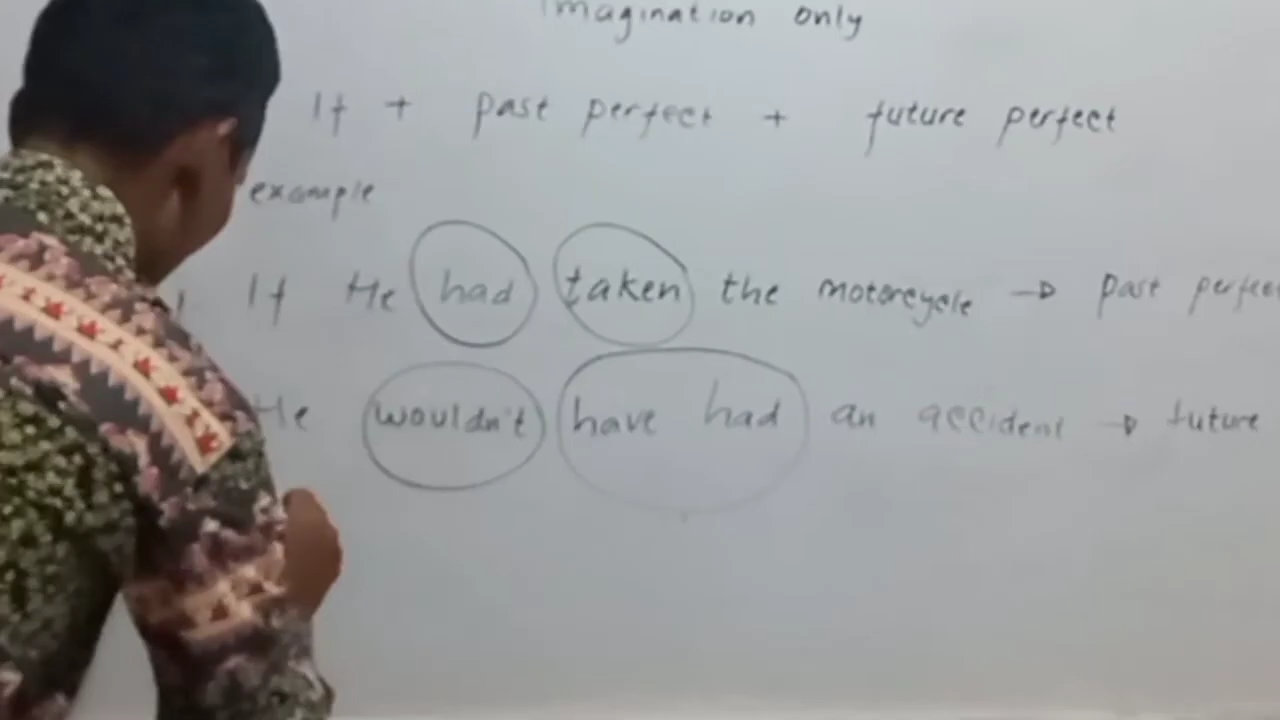 imagination only
If + past perfect + future perfect
example
If He had taken the motorcycle → past perfec
He wouldn't have had an accident → future